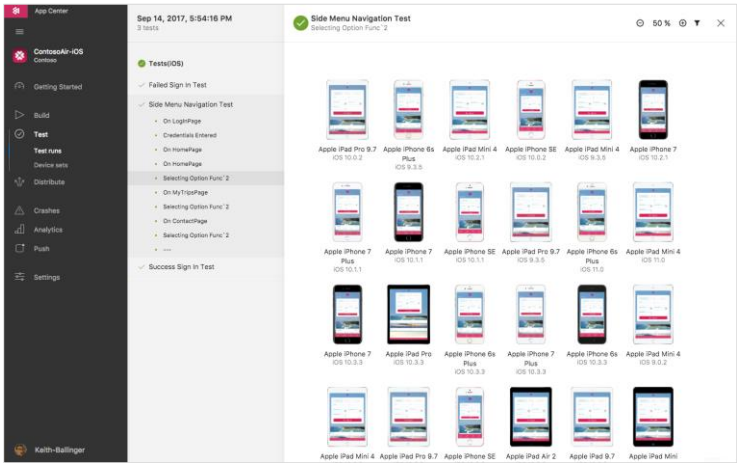 App Center
ContosoAir-iOS
Contoso
Getting Started
Build
Test
Test runs
Device sets
Distribute
Crashes
Analytics
Push
Settings
Keith-Ballinger
Sep 14, 2017, 5:54:16 PM
3 tests
Tests(iOS)
Failed Sign In Test
Side Menu Navigation Test
On LogInPage
Credentials Entered
On HomePage
On HomePage
Selecting Option Func`2
On MyTripsPage
Selecting Option Func`2
On ContactPage
Selecting Option Func`2
---
Success Sign In Test
Side Menu Navigation Test
Selecting Option Func`2
50 %
Apple iPad Pro 9.7 Apple iPhone 6s Apple iPad Mini 4 Apple iPhone SE Apple iPad Mini 4 Apple iPhone 7
iOS 10.0.2 Plus iOS 10.2.1 iOS 10.0.2 iOS 9.3.5 iOS 10.2.1
iOS 9.3.5
Apple iPhone 7 Apple iPhone 7 Apple iPhone SE Apple iPad Pro 9.7 Apple iPhone 6s Apple iPad Mini 4
Plus iOS 10.1.1 iOS 10.1.1 iOS 9.3.5 Plus iOS 11.0
iOS 10.1.1 iOS 11.0
Apple iPhone 7 Apple iPad Pro Apple iPhone 6s Apple iPhone 7 Apple iPhone 6s Apple iPad Mini 4
iOS 10.3.3 iOS 10.3.3 Plus Plus iOS 10.3.3 iOS 9.0.2
iOS 10.3.3 iOS 10.3.3
Apple iPad Mini 4 Apple iPad Pro 9.7 Apple iPhone SE Apple iPad Air 2 Apple iPad 9.7 Apple iPad Mini